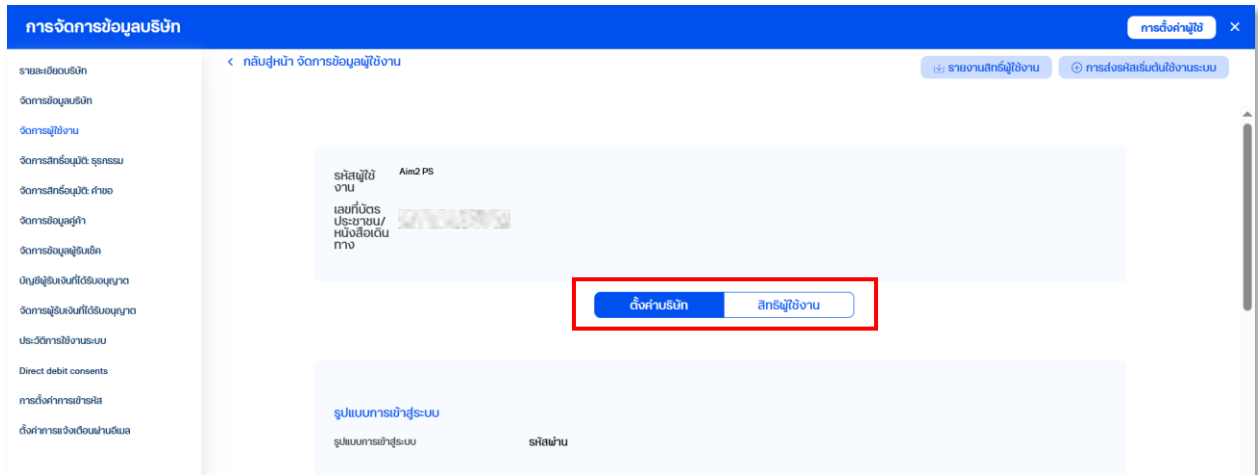 การจัดการข้อมูลบริษัท
การตั้งค่าผู้ใช้
รายละเอียดบริษัท
จัดการข้อมูลบริษัท
จัดการผู้ใช้งาน
จัดการสิทธิ์อนุมัติ: ธุรกรรม
จัดการสิทธิ์อนุมัติ: คำขอ
จัดการข้อมูลคู่ค้า
จัดการข้อมูลผู้รับเช็ค
บัญชีผู้รับเงินที่ได้รับอนุญาต
จัดการผู้รับเงินที่ได้รับอนุญาต
ประวัติการใช้งานระบบ
Direct debit consents
การตั้งค่าการเข้ารหัส
ตั้งค่าการแจ้งเตือนผ่านอีเมล
< กลับสู่หน้า จัดการข้อมูลผู้ใช้งาน
รายงานสิทธิ์ผู้ใช้งาน
การส่งรหัสเริ่มต้นใช้งานระบบ
รหัสผู้ใช้
งาน
Aim2 PS
เลขที่บัตร
ประชาชน/
หนังสือเดิน
ทาง
ตั้งค่าบริษัท
สิทธิผู้ใช้งาน
รูปแบบการเข้าสู่ระบบ
รูปแบบการเข้าสู่ระบบ
รหัสผ่าน